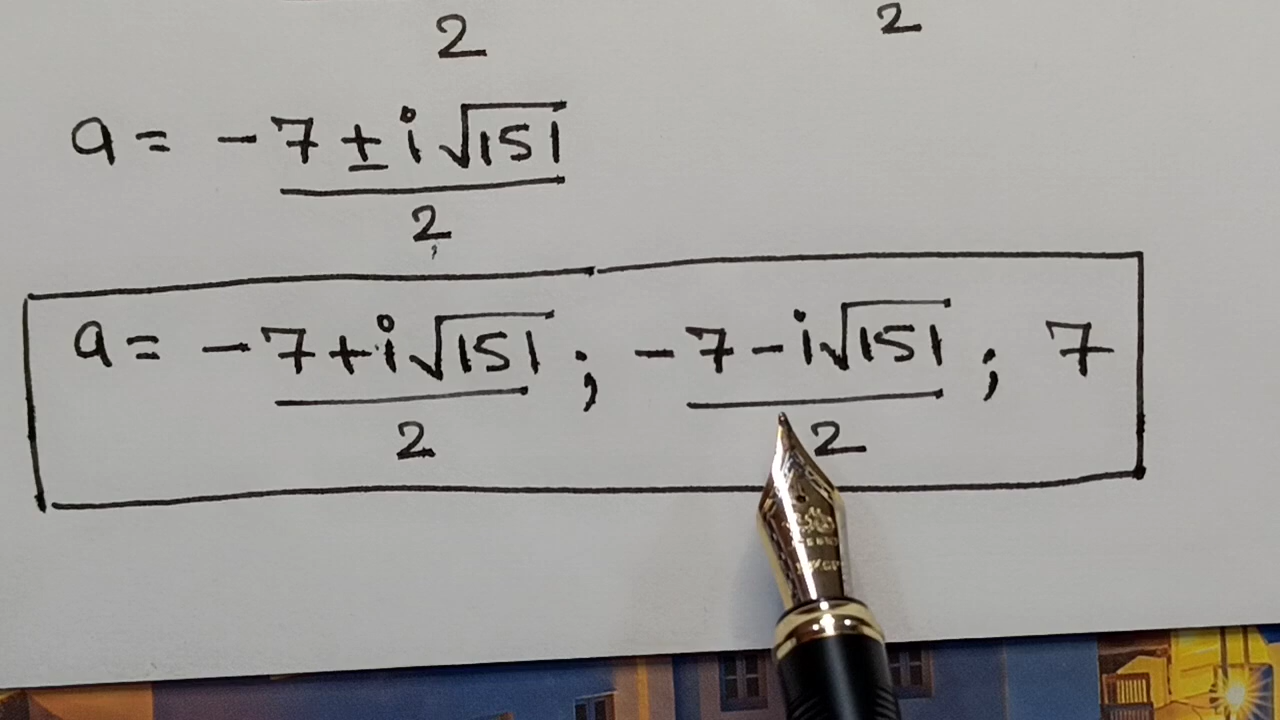 2 2
a = -7 ± i√151
2
a = -7 + i√151 ; -7 - i√151 ; 7
2 2